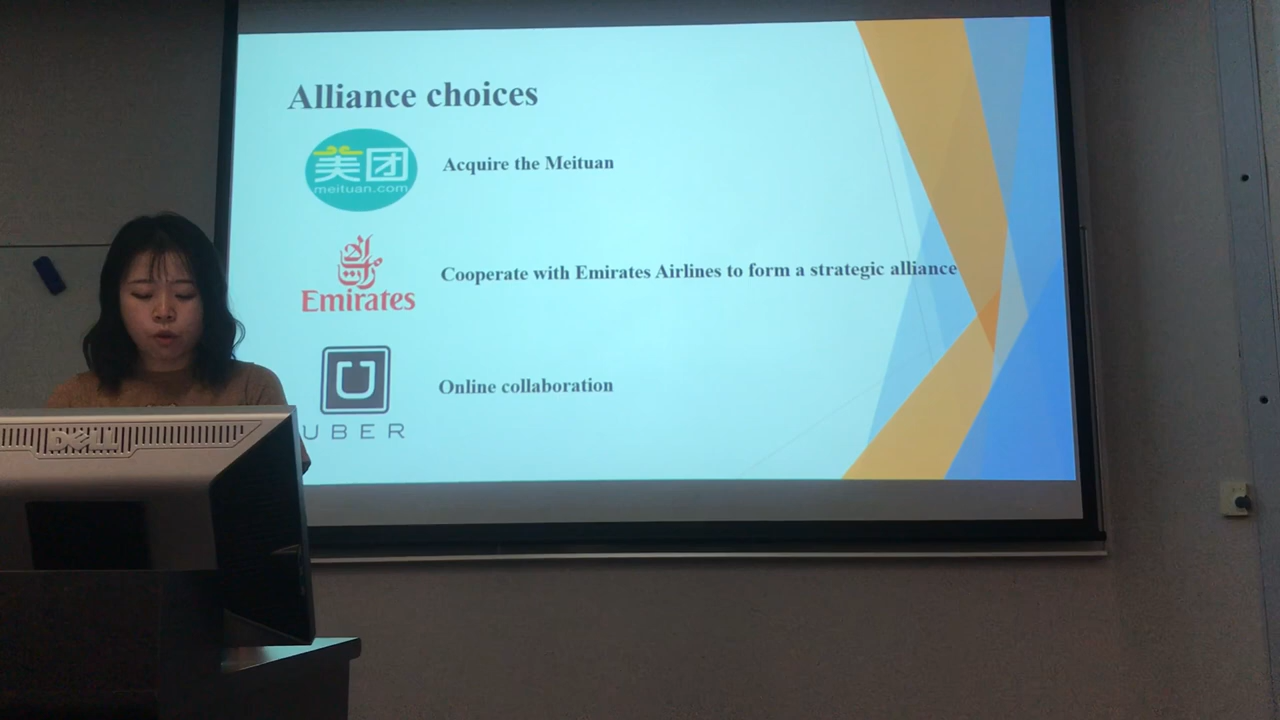 Alliance choices
美团
meituan.com
Acquire the Meituan
Emirates
Cooperate with Emirates Airlines to form a strategic alliance
U
UBER
Online collaboration
DELL